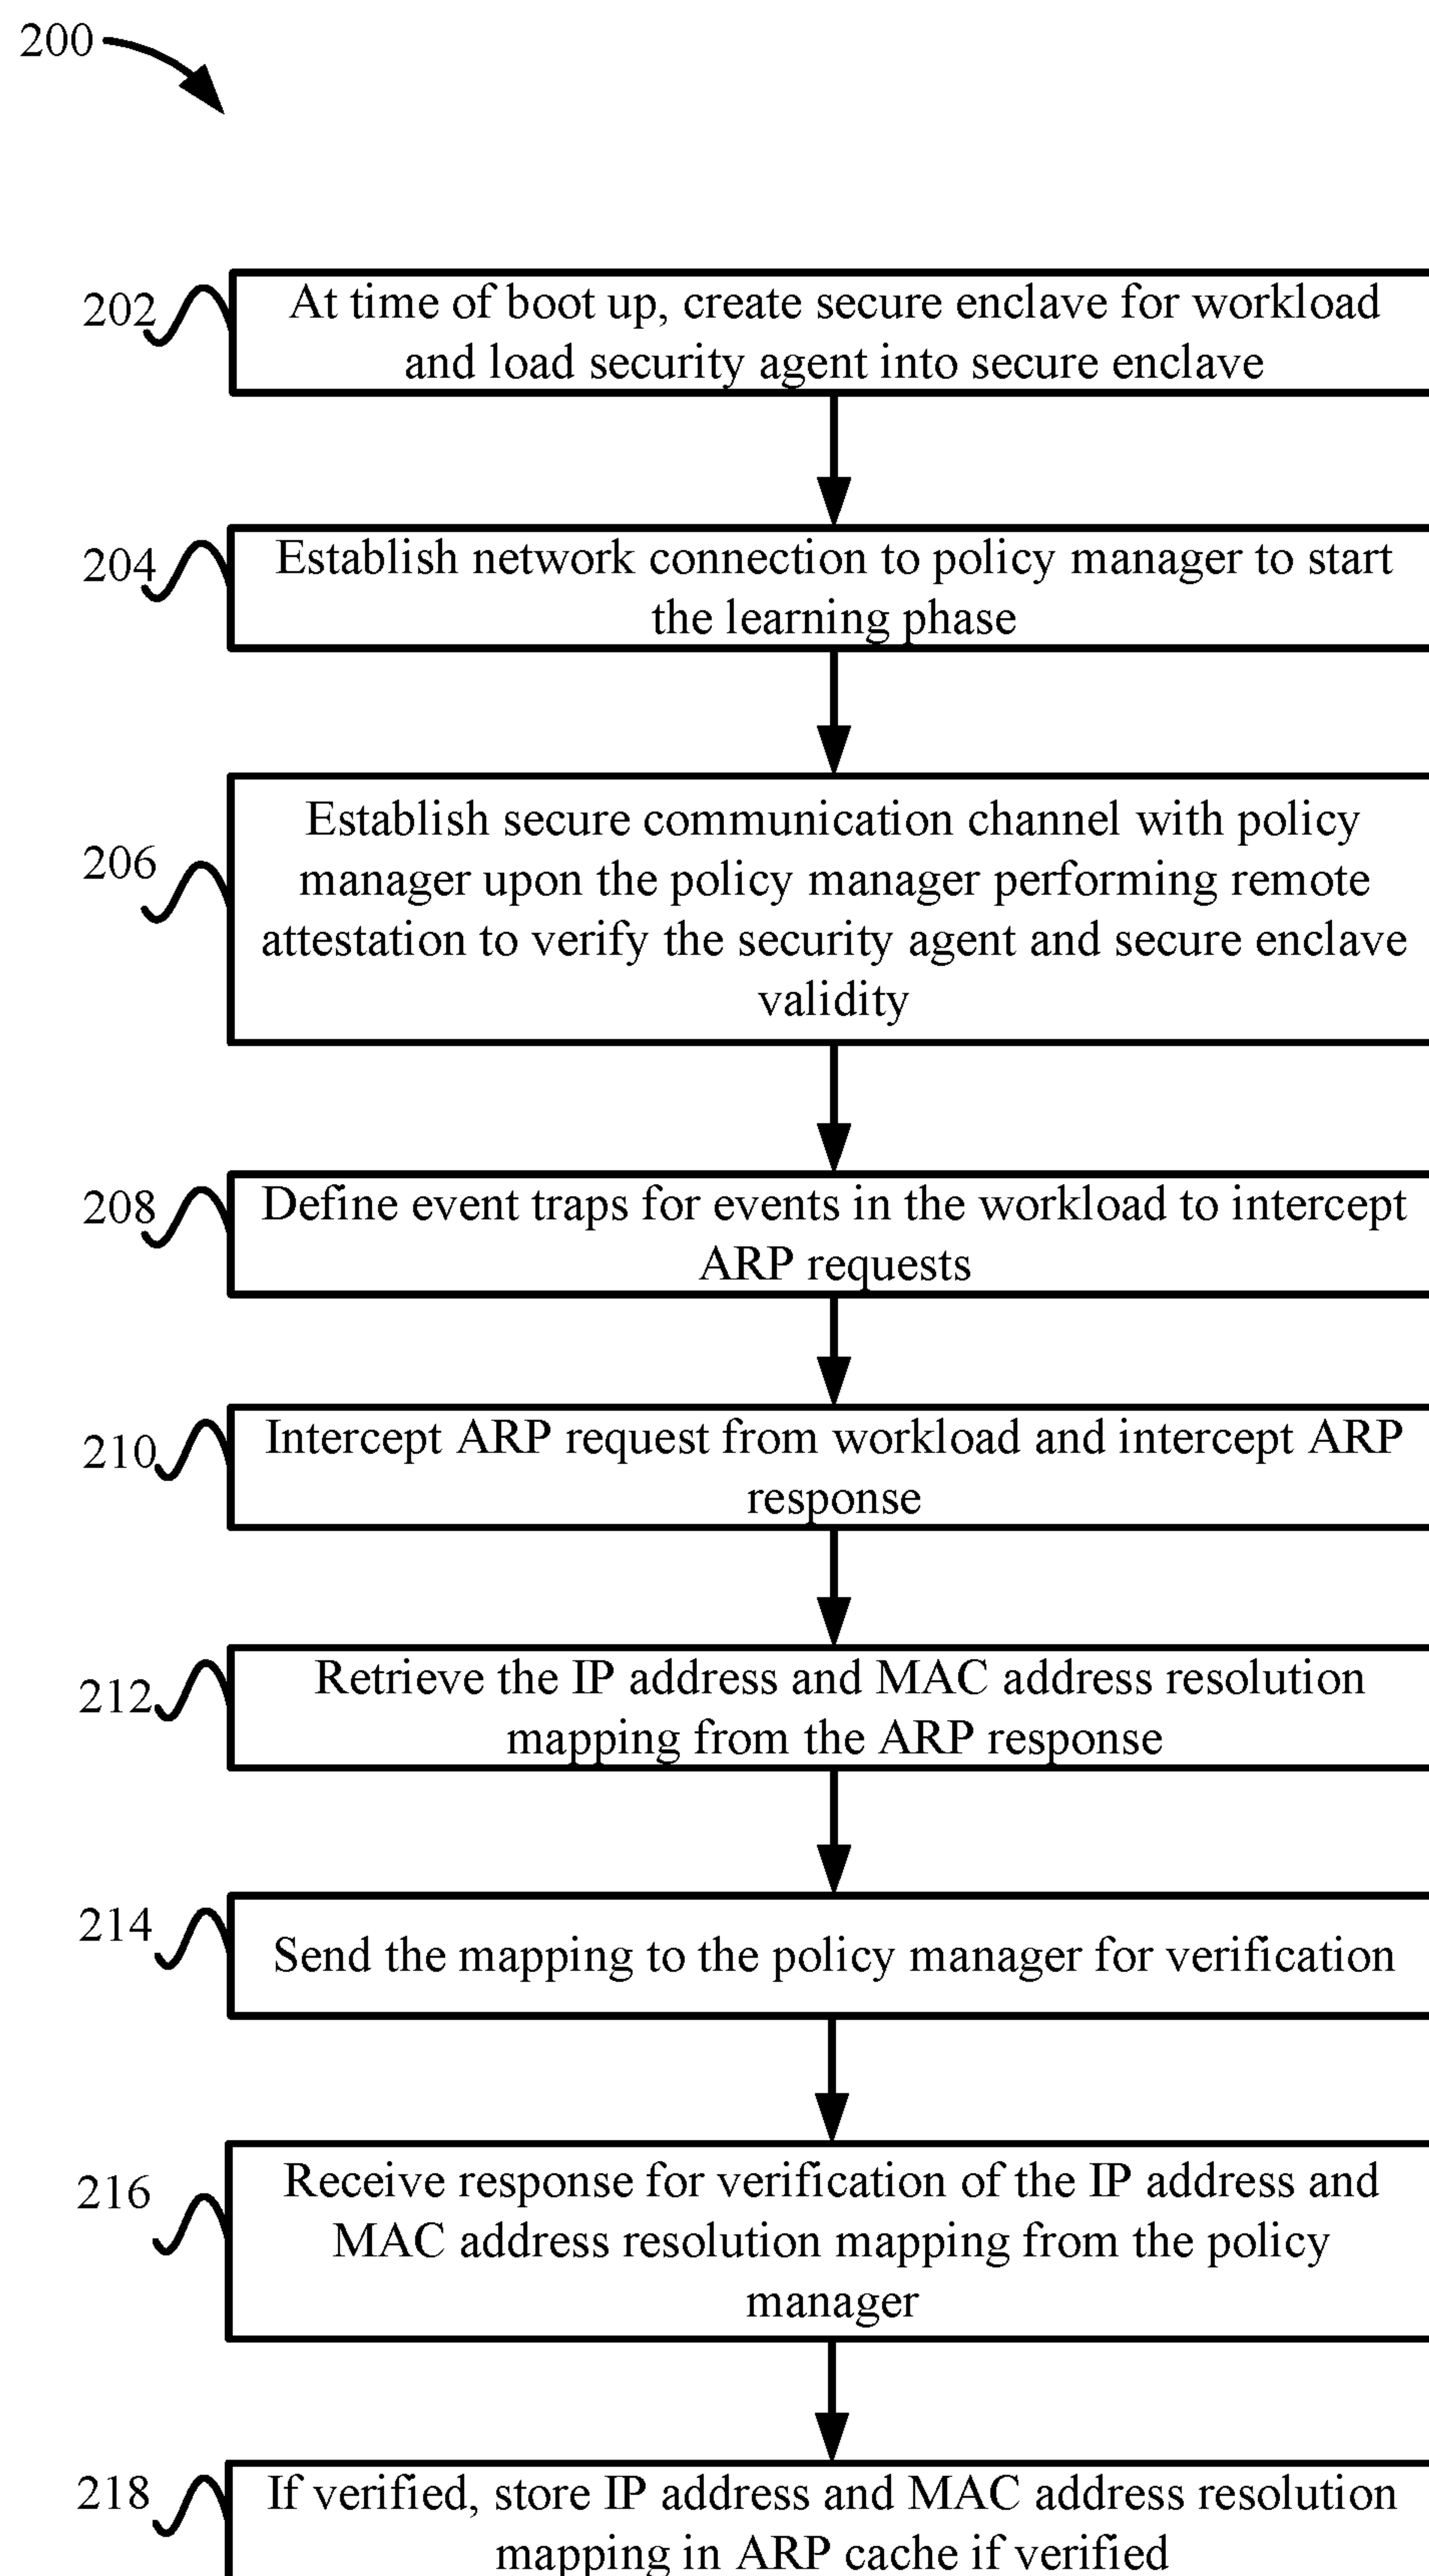 200
202
At time of boot up, create secure enclave for workload
and load security agent into secure enclave
204
Establish network connection to policy manager to start
the learning phase
206
Establish secure communication channel with policy
manager upon the policy manager performing remote
attestation to verify the security agent and secure enclave
validity
208
Define event traps for events in the workload to intercept
ARP requests
210
Intercept ARP request from workload and intercept ARP
response
212
Retrieve the IP address and MAC address resolution
mapping from the ARP response
214
Send the mapping to the policy manager for verification
216
Receive response for verification of the IP address and
MAC address resolution mapping from the policy
manager
218
If verified, store IP address and MAC address resolution
mapping in ARP cache if verified